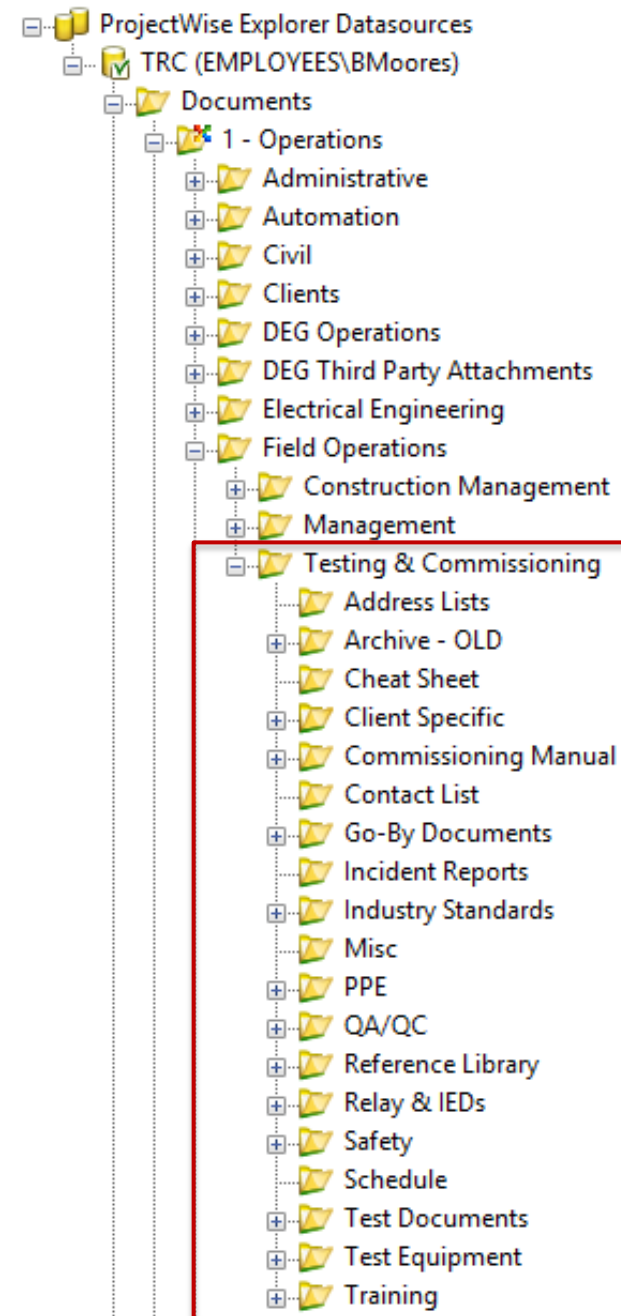 ProjectWise Explorer Datasources
TRC (EMPLOYEES\BMoores)
Documents
1 - Operations
Administrative
Automation
Civil
Clients
DEG Operations
DEG Third Party Attachments
Electrical Engineering
Field Operations
Construction Management
Management
Testing & Commissioning
Address Lists
Archive - OLD
Cheat Sheet
Client Specific
Commissioning Manual
Contact List
Go-By Documents
Incident Reports
Industry Standards
Misc
PPE
QA/QC
Reference Library
Relay & IEDs
Safety
Schedule
Test Documents
Test Equipment
Training